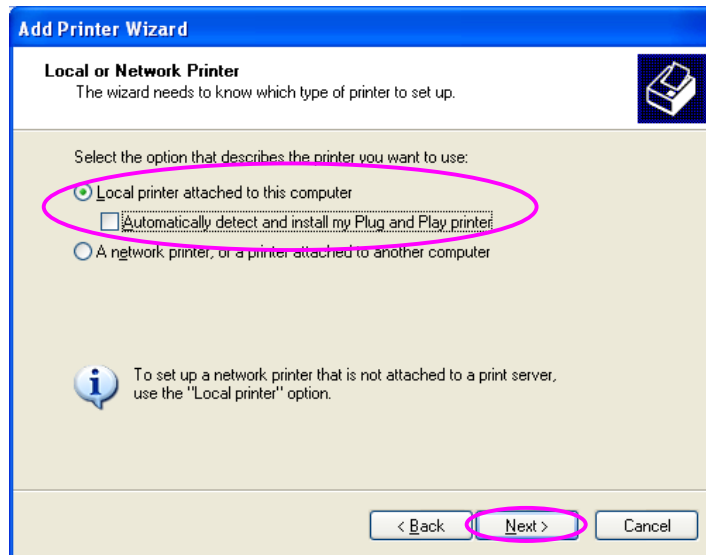 Add Printer Wizard
Local or Network Printer
The wizard needs to know which type of printer to set up.
Select the option that describes the printer you want to use:
Local printer attached to this computer
Automatically detect and install my Plug and Play printer
A network printer, or a printer attached to another computer
To set up a network printer that is not attached to a print server,
use the "Local printer" option.
< Back
Next >
Cancel